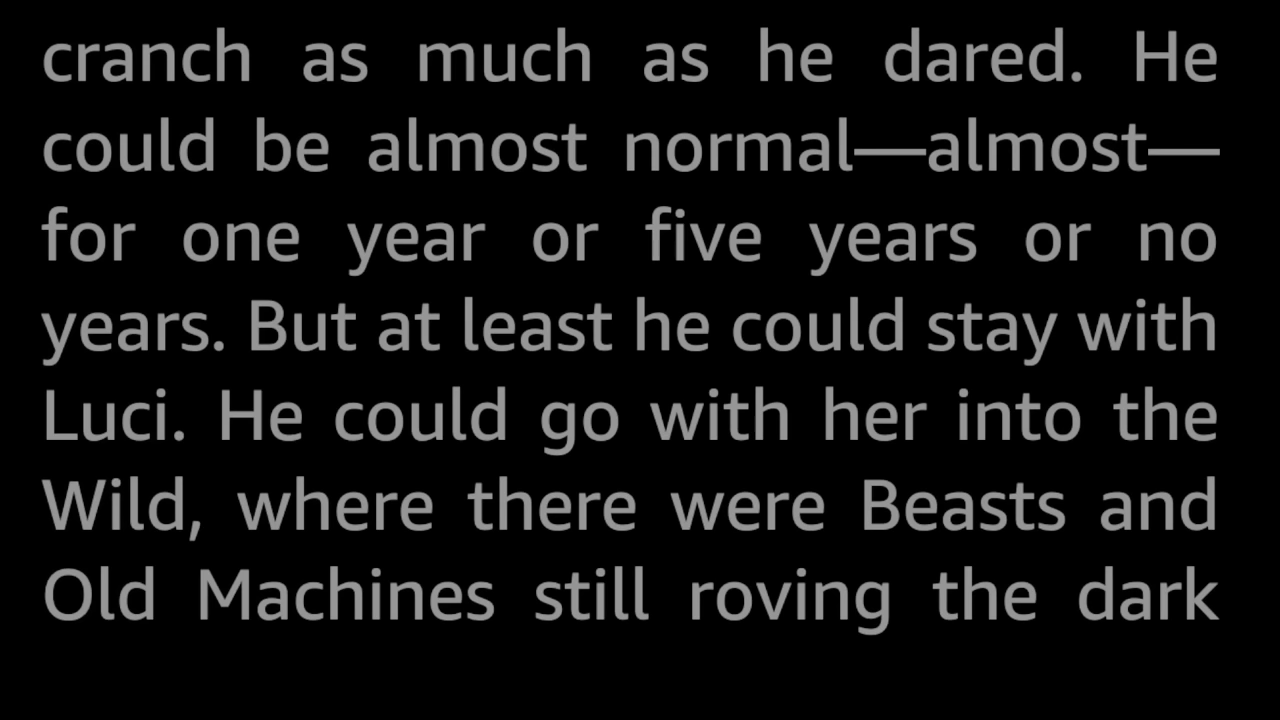 cranch as much as he dared. He
could be almost normal—almost—
for one year or five years or no
years. But at least he could stay with
Luci. He could go with her into the
Wild, where there were Beasts and
Old Machines still roving the dark